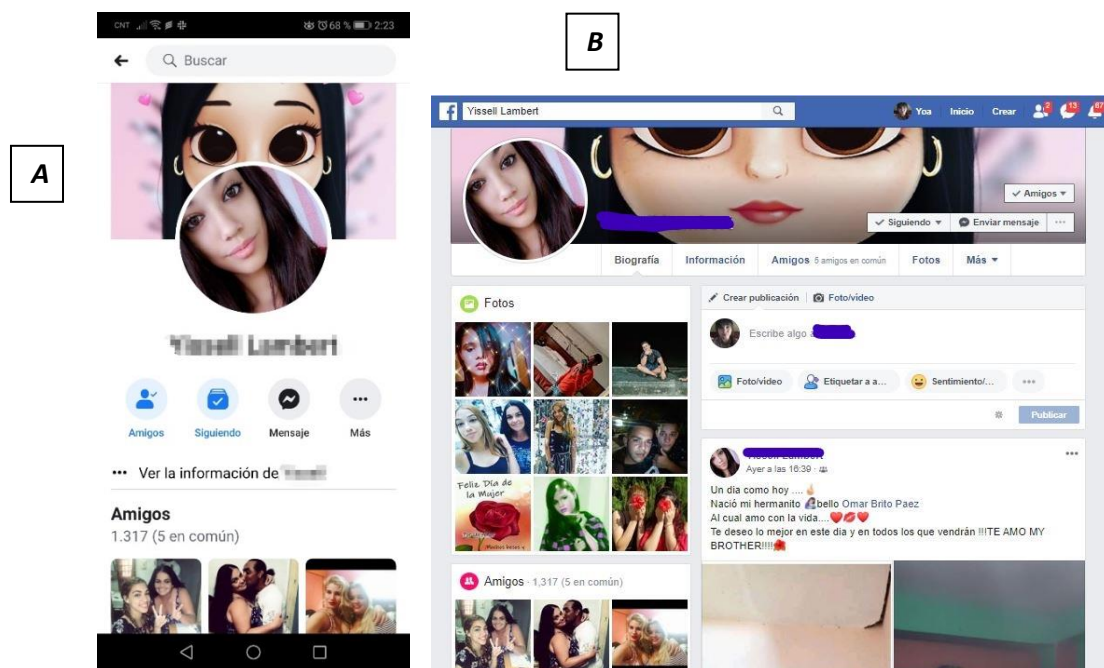 A
CNT 68 % 2:23
Buscar
Amigos
Siguiendo
Mensaje
Más
Ver la información de
Amigos
1.317 (5 en común)
B
Yissell Lambert
Yoa Inicio Crear 2 13 67
Amigos
Siguiendo Enviar mensaje
Biografía Información Amigos 5 amigos en común Fotos Más
Fotos
Feliz Día de
la Mujer
Amigos · 1,317 (5 en común)
Crear publicación Foto/video
Escribe algo
Foto/video Etiquetar a a... Sentimiento/...
Publicar
Ayer a las 16:39 ·
Un dia como hoy ....
Nació mi hermanito bello Omar Brito Paez
Al cual amo con la vida....
Te deseo lo mejor en este dia y en todos los que vendrán !!!TE AMO MY
BROTHER!!!!